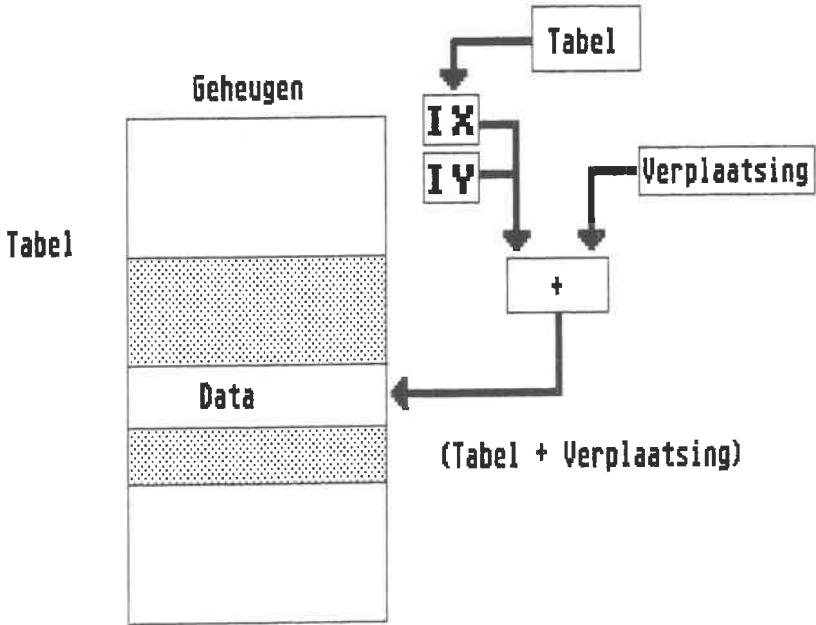 Tabel
Geheugen
IX
IY
Verplaatsing
Tabel
+
Data
(Tabel + Verplaatsing)